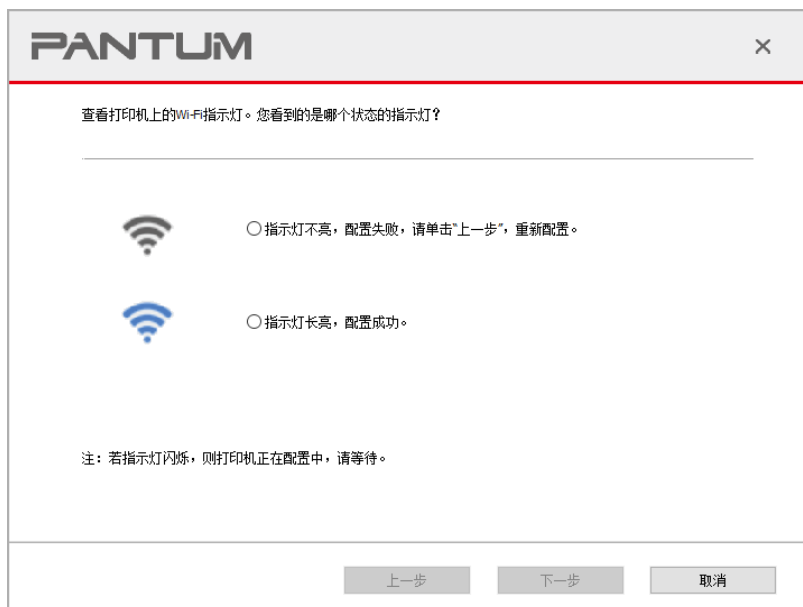 PANTUM
查看打印机上的Wi-Fi指示灯。您看到的是哪个状态的指示灯?
指示灯不亮，配置失败，请单击“上一步”，重新配置。
指示灯长亮，配置成功。
注：若指示灯闪烁，则打印机正在配置中，请等待。
上一步
下一步
取消